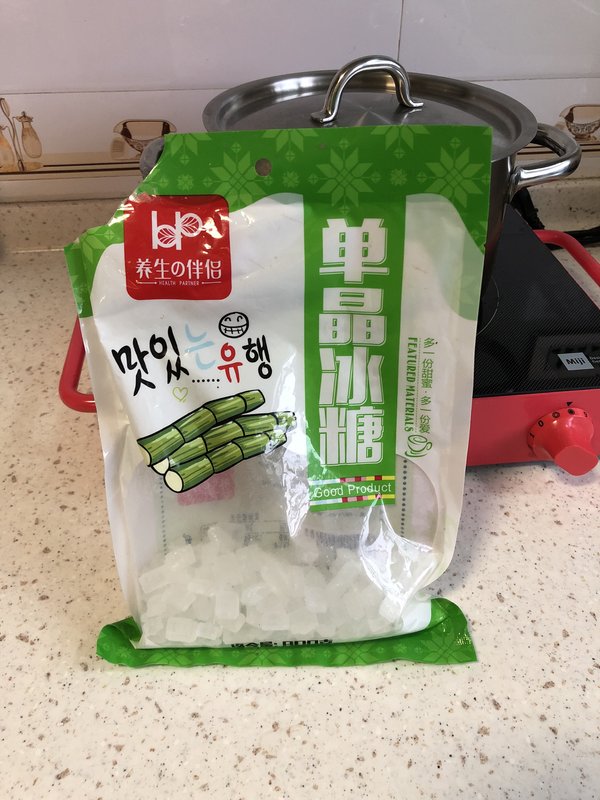 养生の伴侣
HEALTH PARTNER
맛있는
......유행
单晶冰糖
Good Product
多一份甜蜜·多一份爱
FEATURED MATERIALS
Miji